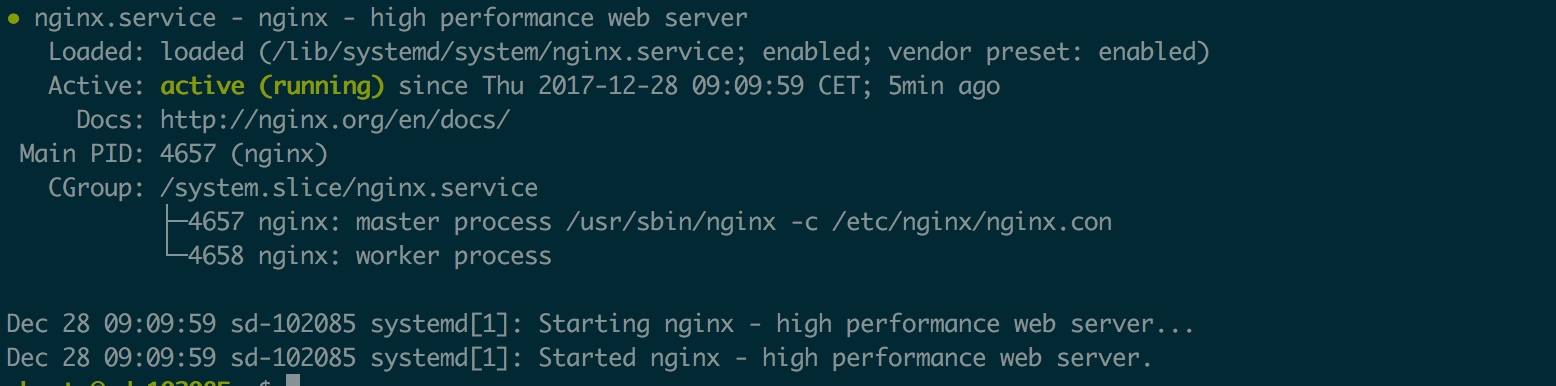 ● nginx.service - nginx - high performance web server
Loaded: loaded (/lib/systemd/system/nginx.service; enabled; vendor preset: enabled)
Active: active (running) since Thu 2017-12-28 09:09:59 CET; 5min ago
Docs: http://nginx.org/en/docs/
Main PID: 4657 (nginx)
CGroup: /system.slice/nginx.service
├─4657 nginx: master process /usr/sbin/nginx -c /etc/nginx/nginx.con
└─4658 nginx: worker process
Dec 28 09:09:59 sd-102085 systemd[1]: Starting nginx - high performance web server...
Dec 28 09:09:59 sd-102085 systemd[1]: Started nginx - high performance web server.